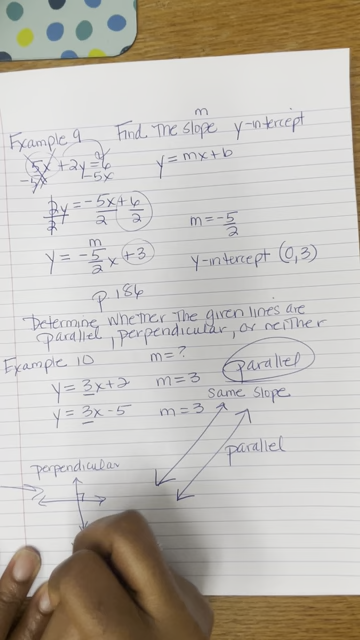 m
Example 9 Find the slope y-intercept
5x + 2y = 6 y = mx + b
-5x -5x
2y = -5x + 6
2 2 2 m = -5/2
m
y = -5/2 x + 3 y-intercept (0,3)
p. 186
Determine whether the given lines are
parallel, perpendicular, or neither
Example 10 m = ? parallel
y = 3x + 2 m = 3 same slope
y = 3x - 5 m = 3
parallel
perpendicular